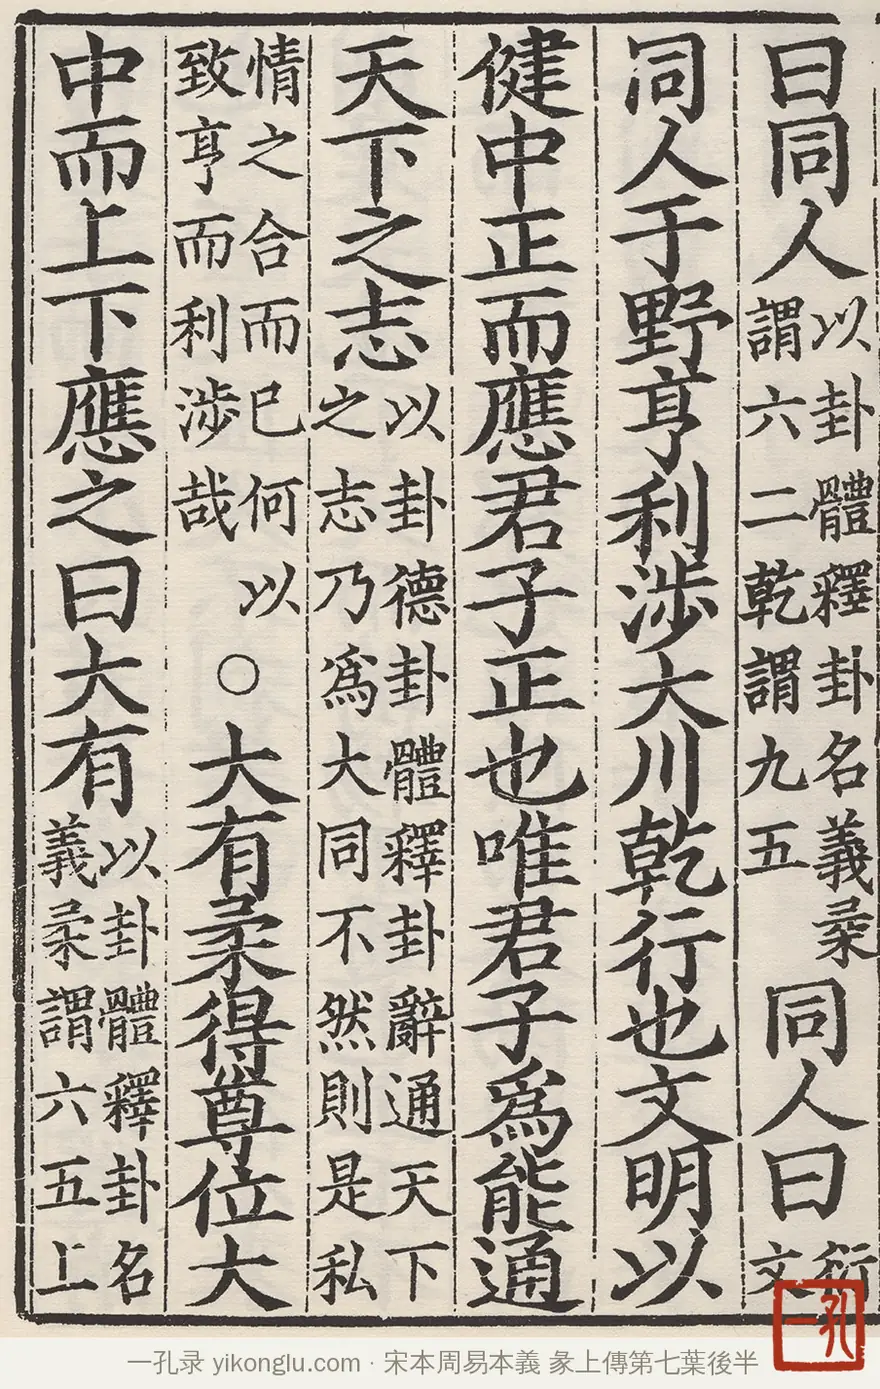 曰同人以卦體釋卦名義柔謂六二乾謂九五同人曰衍文
同人于野亨利涉大川乾行也文明以
健中正而應君子正也唯君子爲能通
天下之志以卦德卦體釋卦辭通天下之志乃爲大同不然則是私
情之合而已何以致亨而利涉哉○大有柔得尊位大
中而上下應之曰大有以卦體釋卦名義柔謂六五上
一孔
一孔录 yikonglu.com · 宋本周易本義 彖上傳第七葉後半